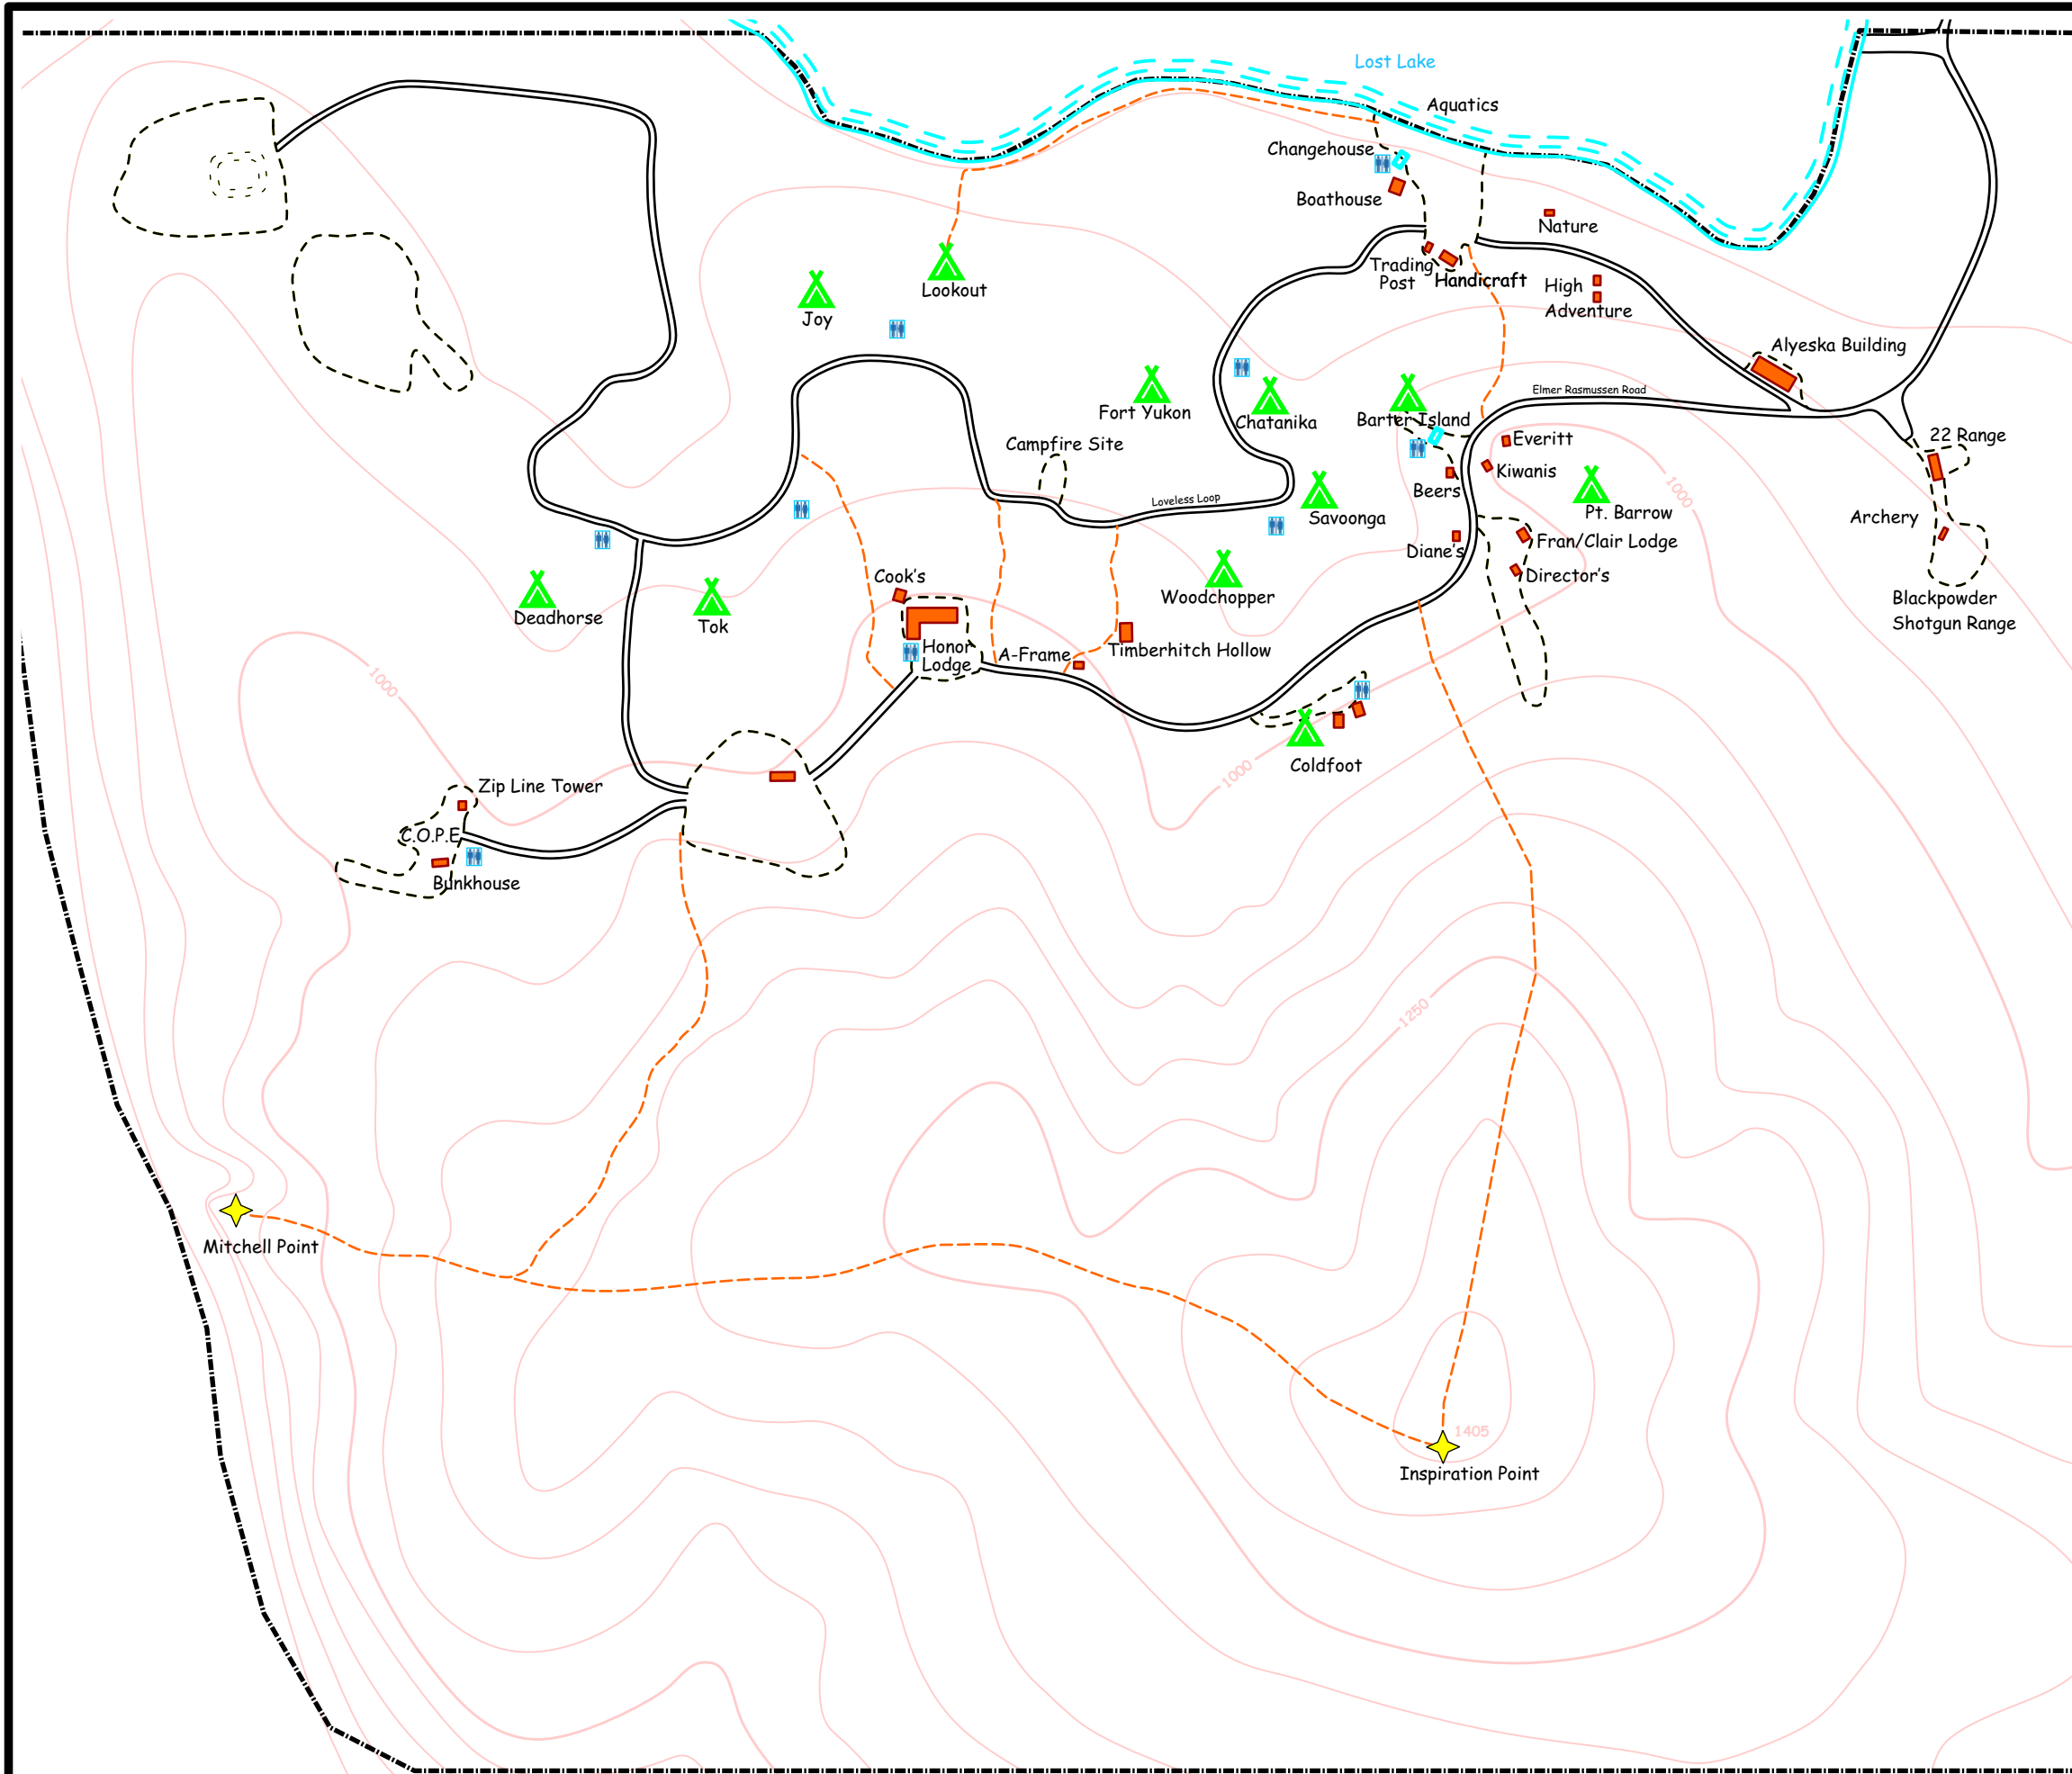 Lost Lake
Aquatics
Changehouse
Boathouse
Nature
Trading
Post
Handicraft
High
Adventure
Lookout
Joy
Alyeska Building
Elmer Rasmussen Road
Fort Yukon
Chatanika
Barter Island
Campfire Site
Everitt
22 Range
Kiwanis
Beers
1000
Loveless Loop
Savoonga
Pt. Barrow
Archery
Diane's
Fran/Clair Lodge
Director's
Cook's
Woodchopper
Blackpowder
Shotgun Range
Deadhorse
Tok
Honor
Lodge
A-Frame
Timberhitch Hollow
1000
Coldfoot
1000
Zip Line Tower
C.O.P.E
Bunkhouse
1250
Mitchell Point
1405
Inspiration Point